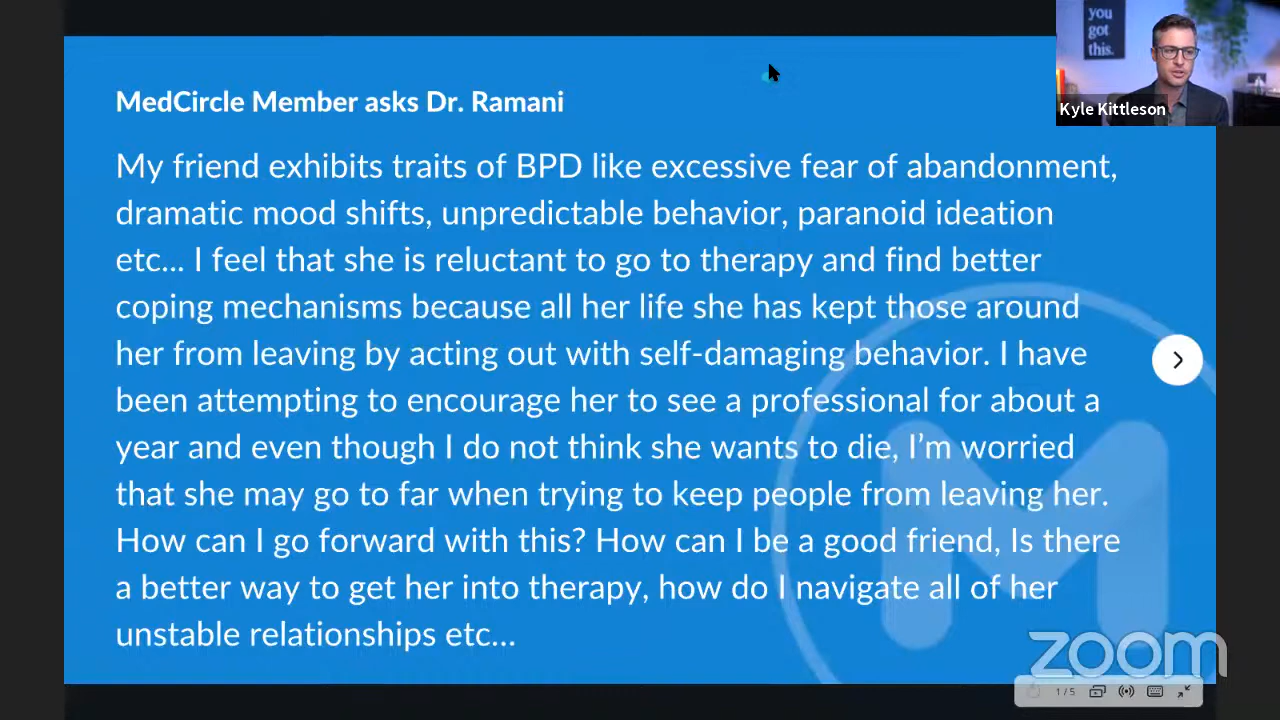 you
got
this.
Kyle Kittleson
MedCircle Member asks Dr. Ramani
My friend exhibits traits of BPD like excessive fear of abandonment,
dramatic mood shifts, unpredictable behavior, paranoid ideation
etc... I feel that she is reluctant to go to therapy and find better
coping mechanisms because all her life she has kept those around
her from leaving by acting out with self-damaging behavior. I have
been attempting to encourage her to see a professional for about a
year and even though I do not think she wants to die, I'm worried
that she may go to far when trying to keep people from leaving her.
How can I go forward with this? How can I be a good friend, Is there
a better way to get her into therapy, how do I navigate all of her
unstable relationships etc...
M
zoom
1/5